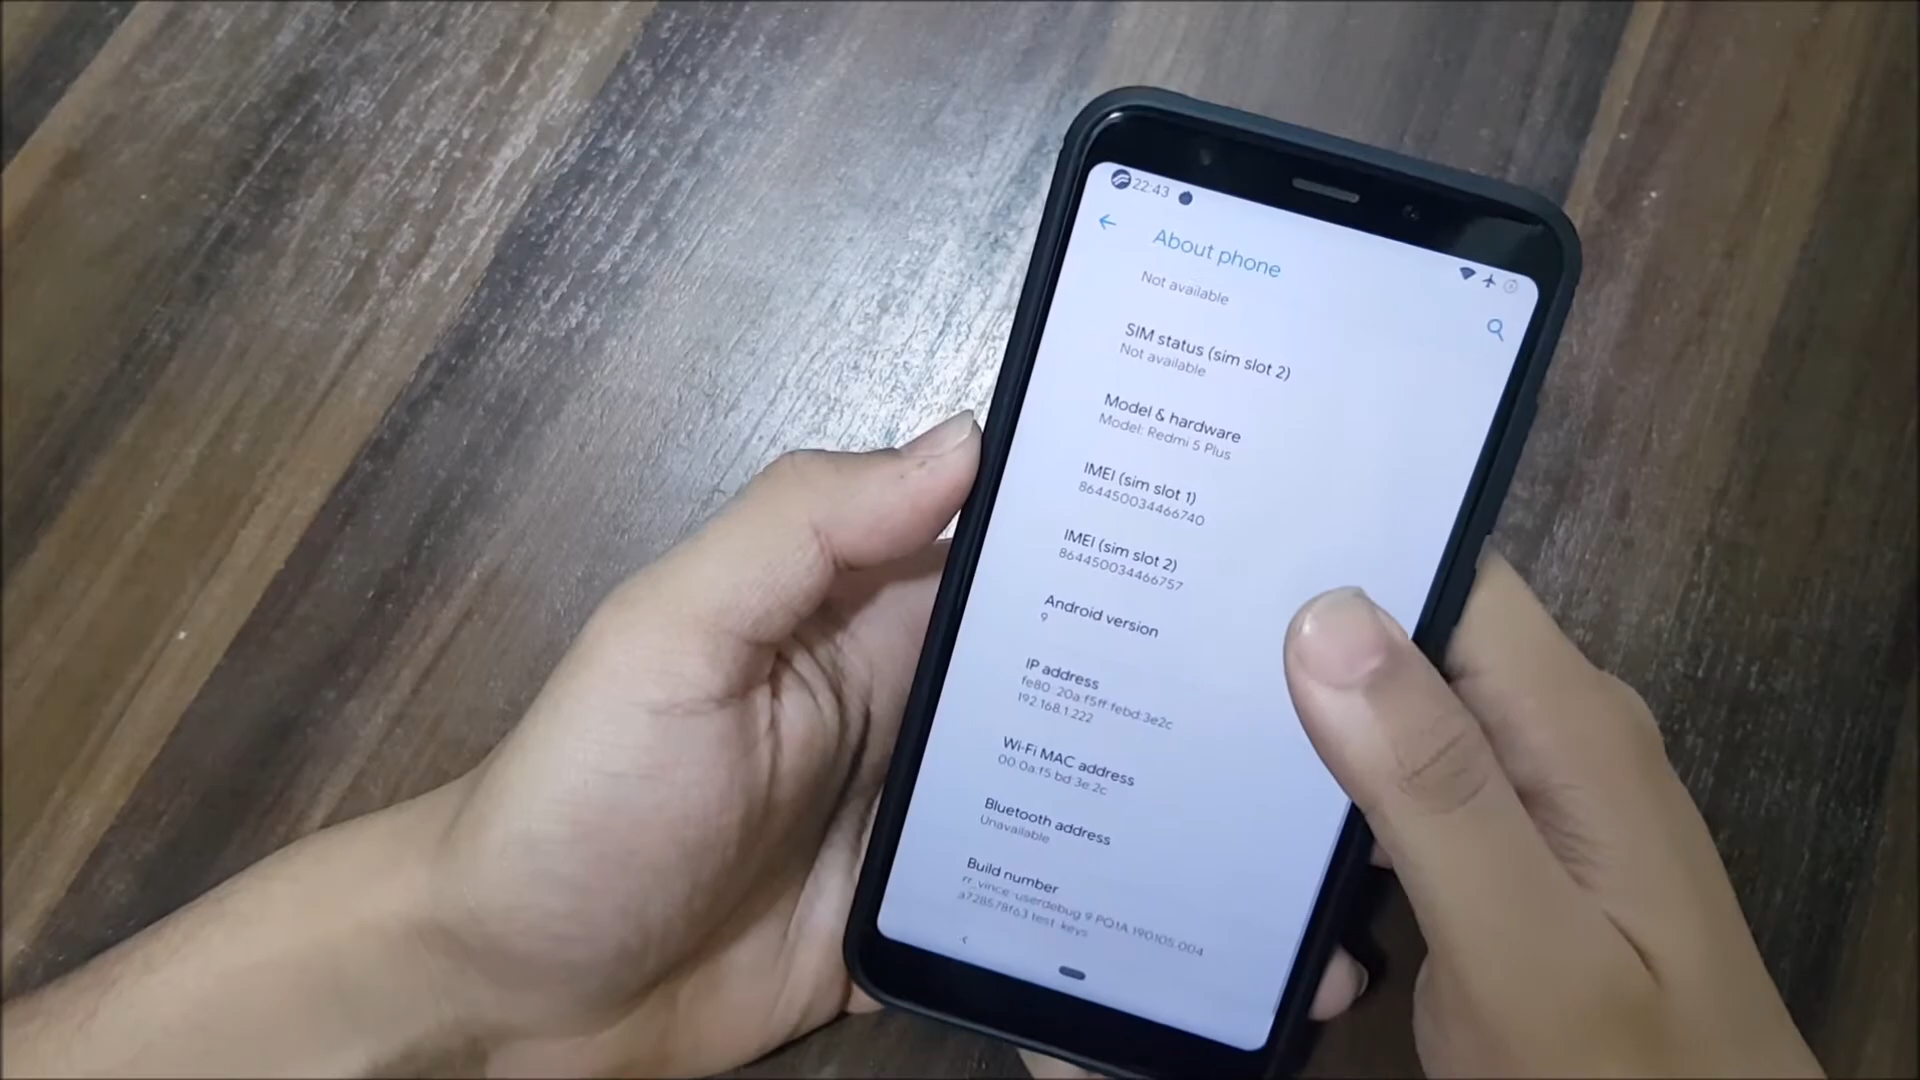 22:43
About phone
Not available
SIM status (sim slot 2)
Not available
Model & hardware
Model: Redmi 5 Plus
IMEI (sim slot 1)
864450034466740
IMEI (sim slot 2)
864450034466757
Android version
9
IP address
fe80::20a:f5ff:febd:3e2c
192.168.1.222
Wi-Fi MAC address
00:0a:f5:bd:3e:2c
Bluetooth address
Unavailable
Build number
rr_vince-userdebug 9 PQ1A.190105.004
a728578f63 test-keys